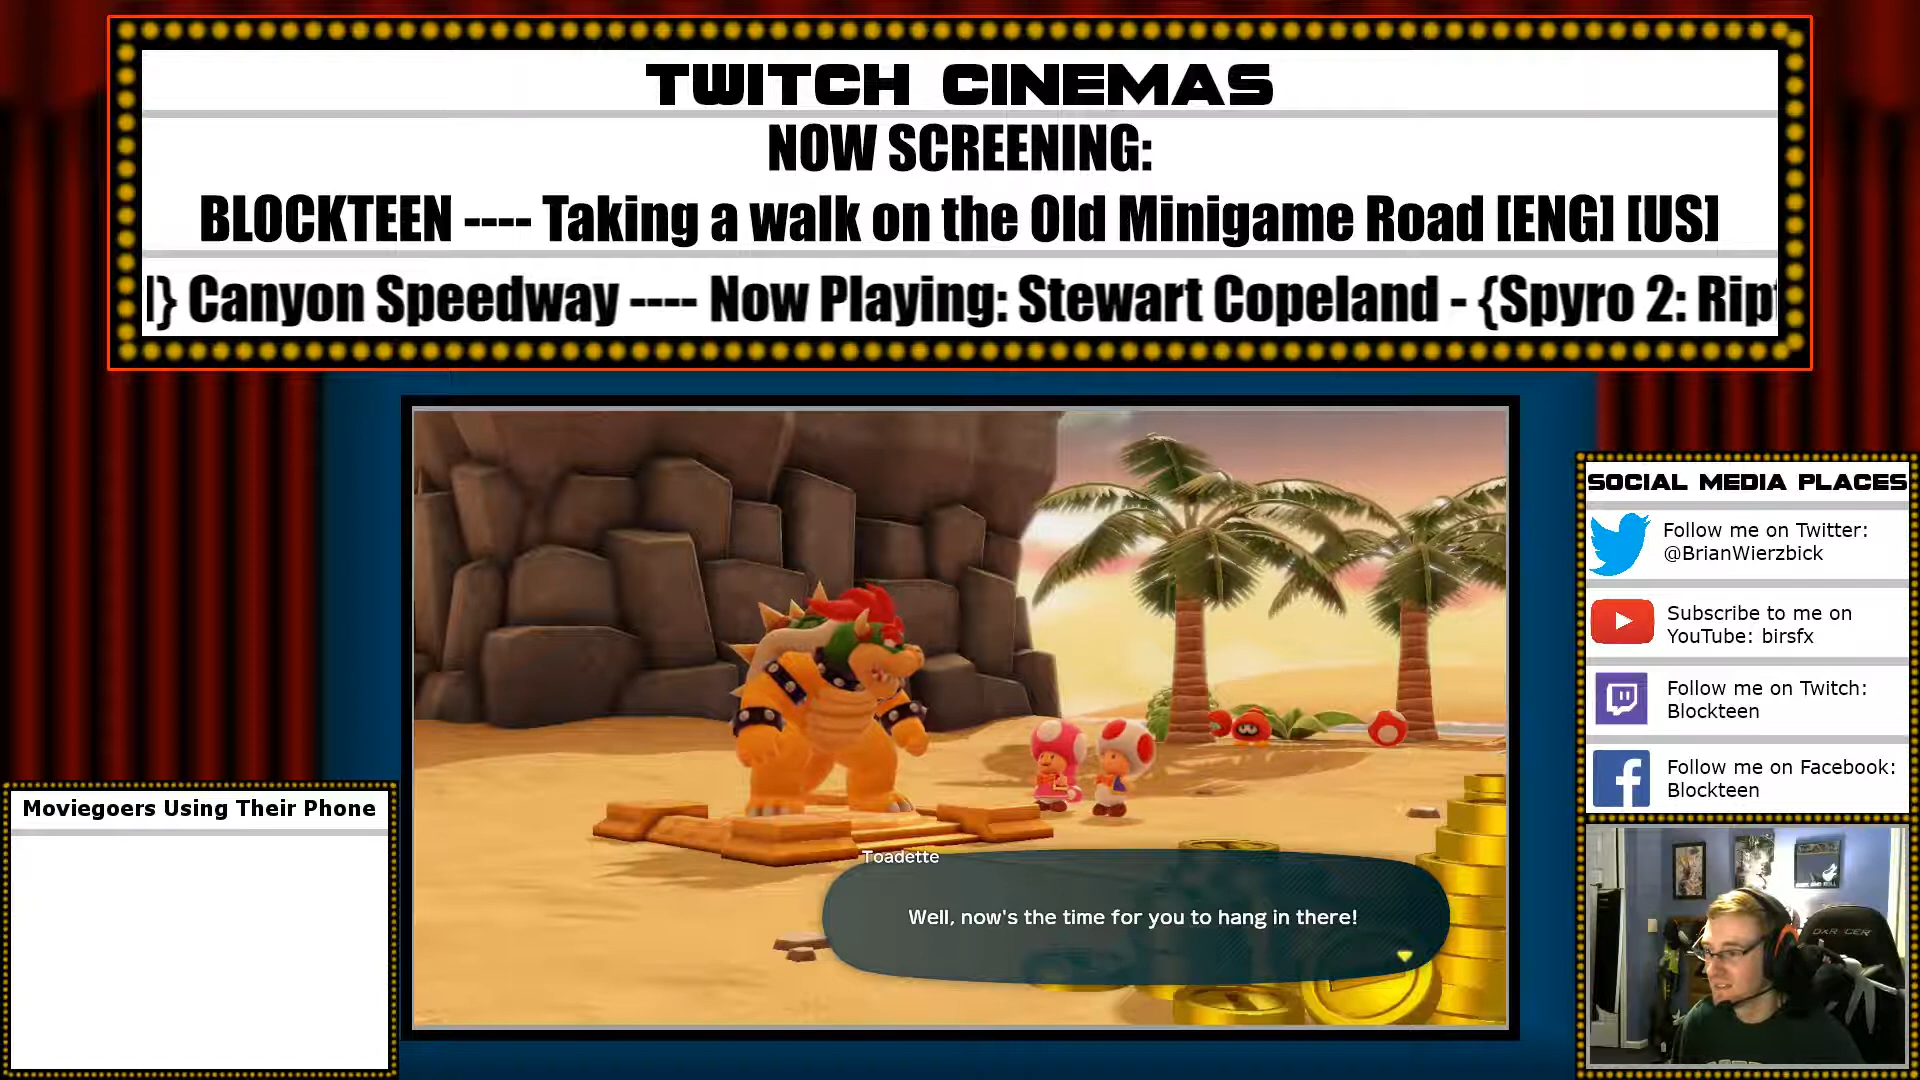 TWITCH CINEMAS
NOW SCREENING:
BLOCKTEEN ---- Taking a walk on the Old Minigame Road [ENG] [US]
} Canyon Speedway ---- Now Playing: Stewart Copeland - {Spyro 2: Rip
SOCIAL MEDIA PLACES
Follow me on Twitter:
@BrianWierzbick
Subscribe to me on
YouTube: birsfx
Follow me on Twitch:
Blockteen
Follow me on Facebook:
Blockteen
Moviegoers Using Their Phone
Toadette
Well, now's the time for you to hang in there!